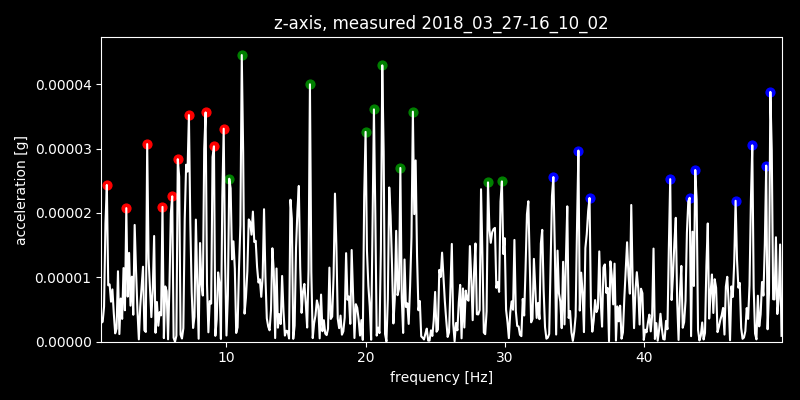 z-axis, measured 2018_03_27-16_10_02
acceleration [g]
0.00004
0.00003
0.00002
0.00001
0.00000
10 20 30 40
frequency [Hz]